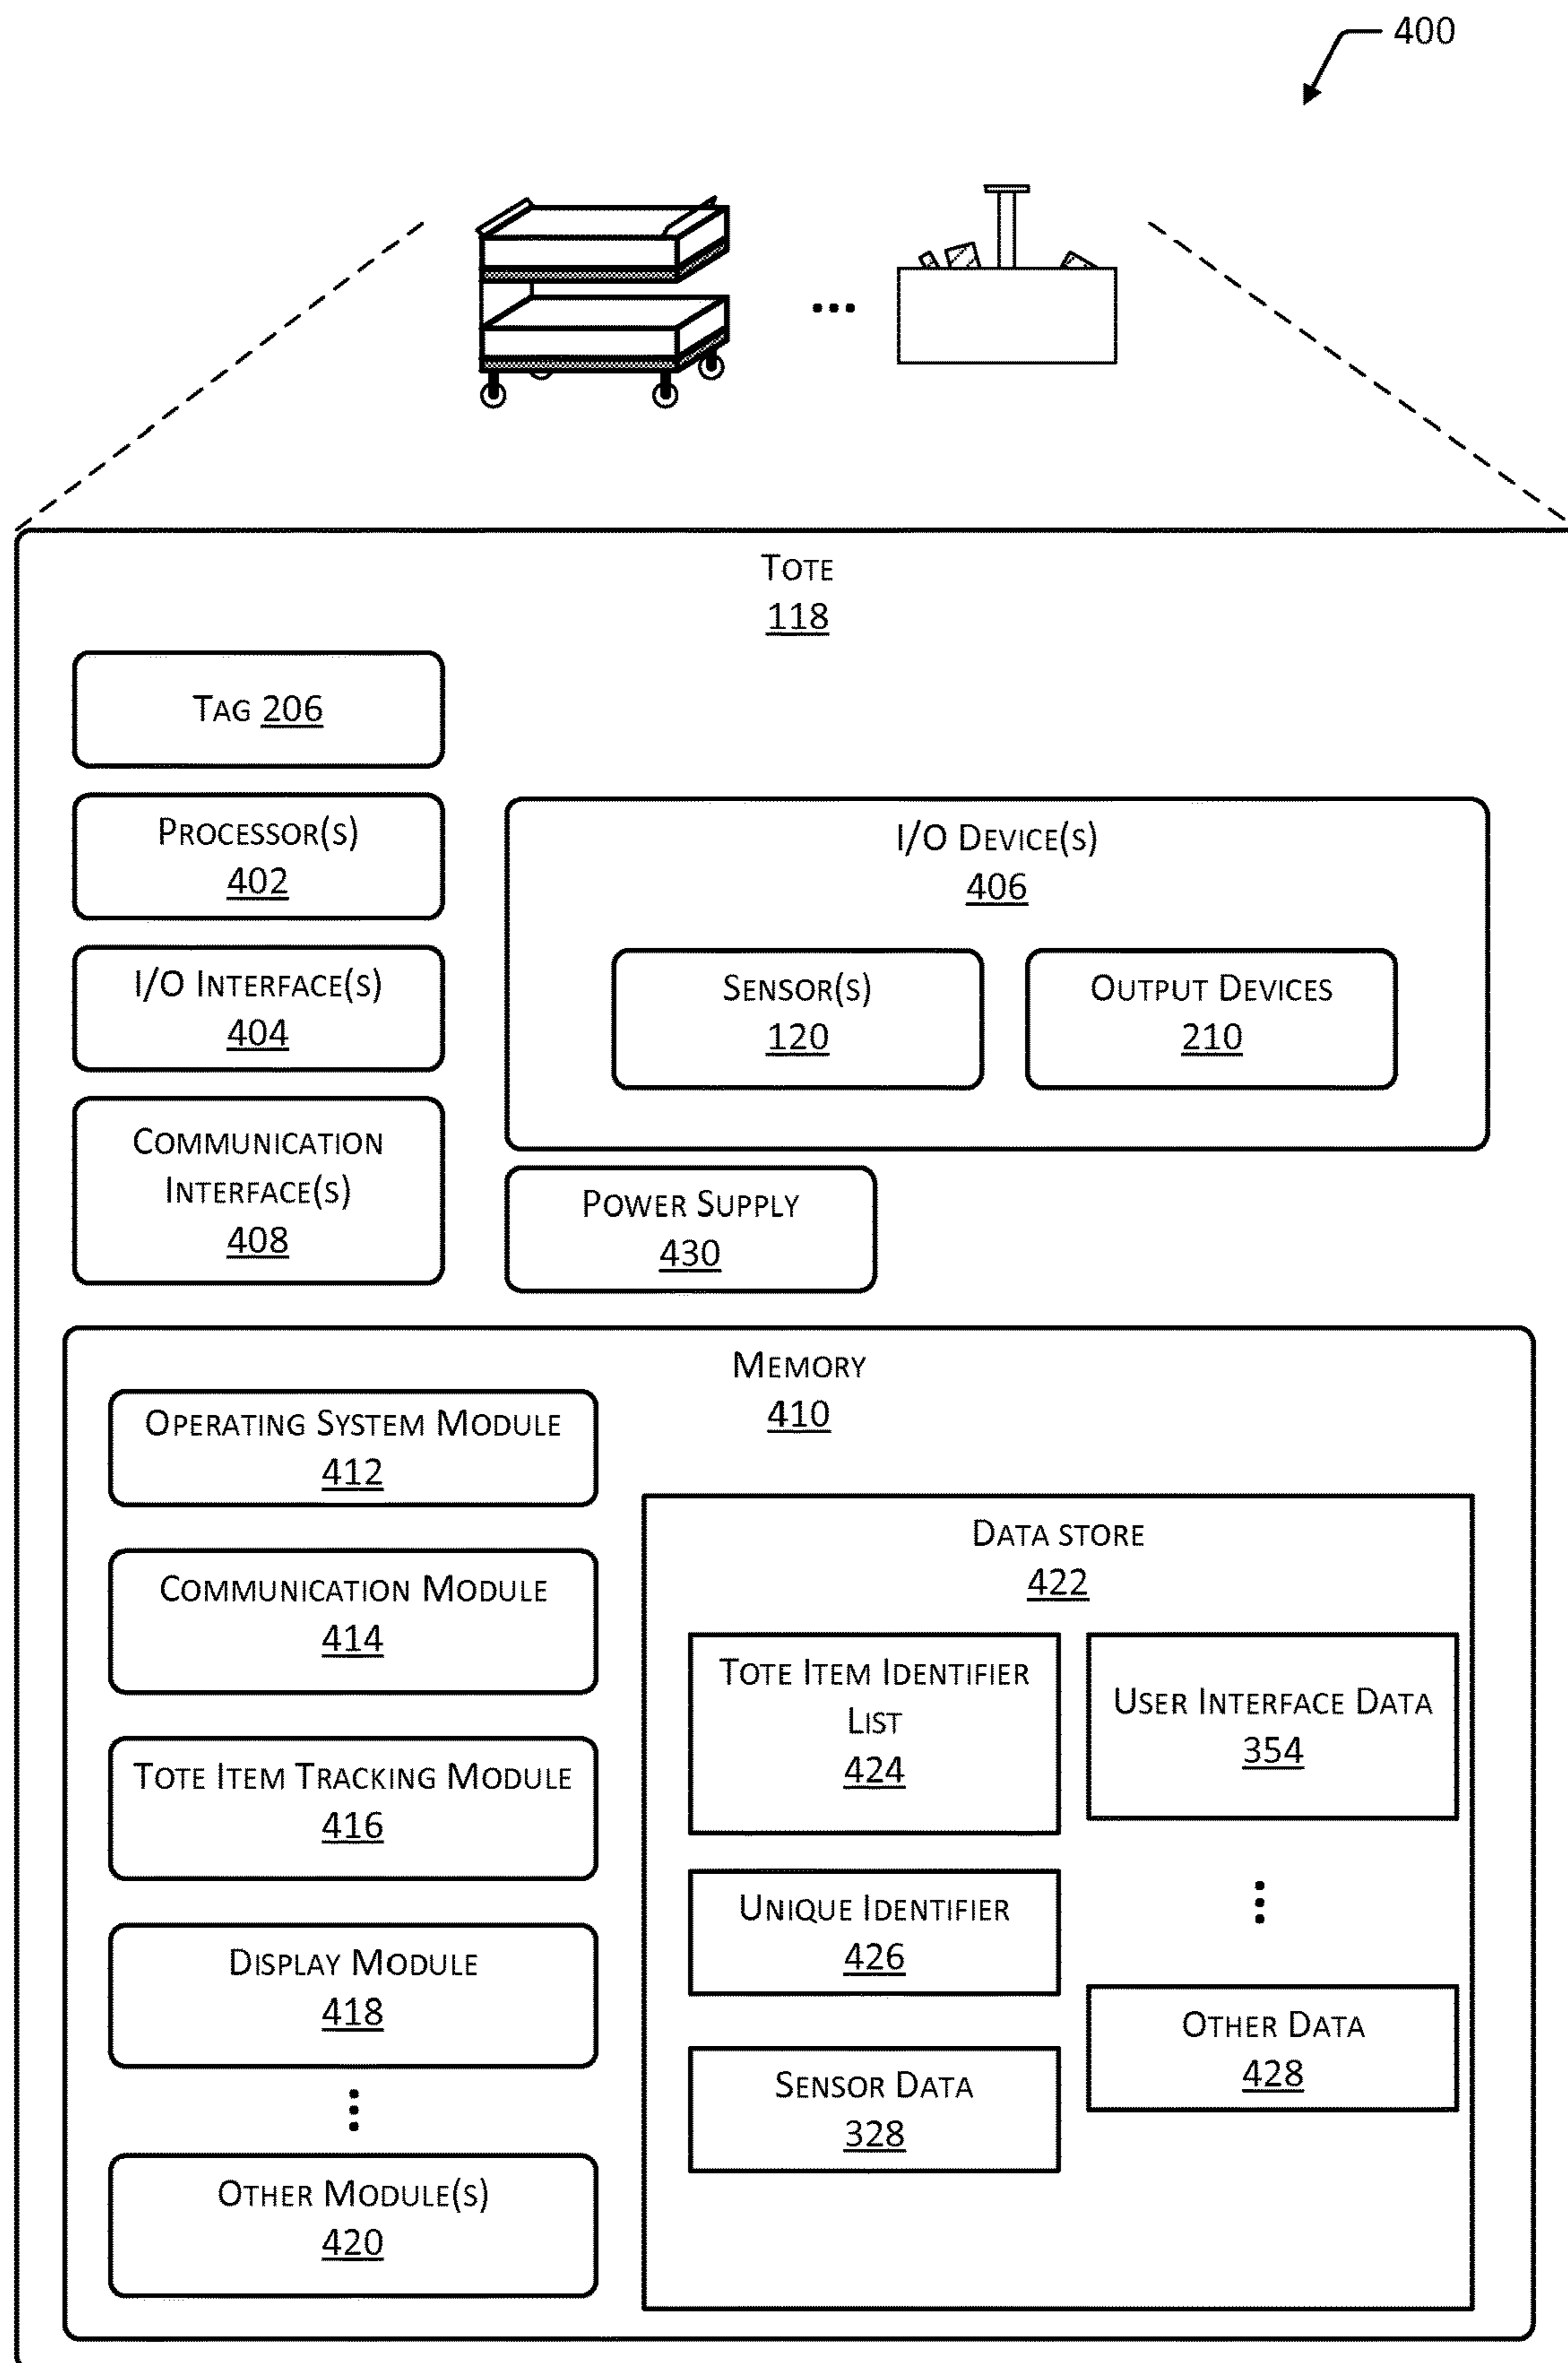 400
Tote
118
Tag 206
Processor(s)
402
I/O Interface(s)
404
Communication
Interface(s)
408
I/O Device(s)
406
Sensor(s)
120
Output Devices
210
Power Supply
430
Memory
410
Operating System Module
412
Communication Module
414
Tote Item Tracking Module
416
Display Module
418
Other Module(s)
420
Data store
422
Tote Item Identifier
List
424
Unique Identifier
426
Sensor Data
328
User Interface Data
354
Other Data
428